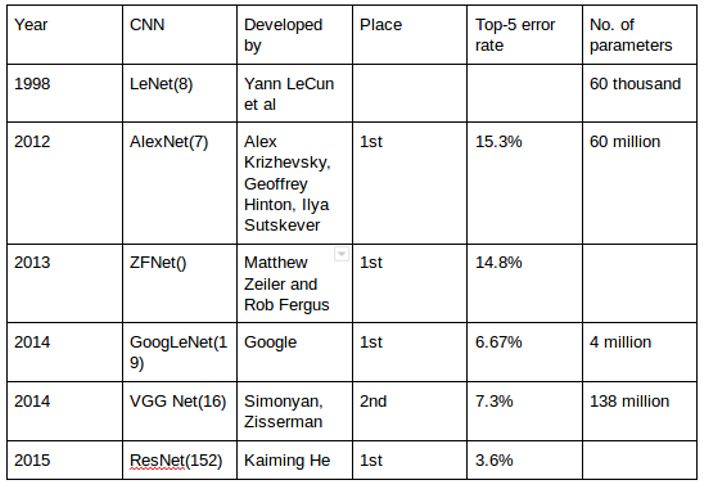 Year CNN Developed by Place Top-5 error rate No. of parameters
1998 LeNet(8) Yann LeCun et al 60 thousand
2012 AlexNet(7) Alex Krizhevsky, Geoffrey Hinton, Ilya Sutskever 1st 15.3% 60 million
2013 ZFNet() Matthew Zeiler and Rob Fergus 1st 14.8%
2014 GoogLeNet(19) Google 1st 6.67% 4 million
2014 VGG Net(16) Simonyan, Zisserman 2nd 7.3% 138 million
2015 ResNet(152) Kaiming He 1st 3.6%